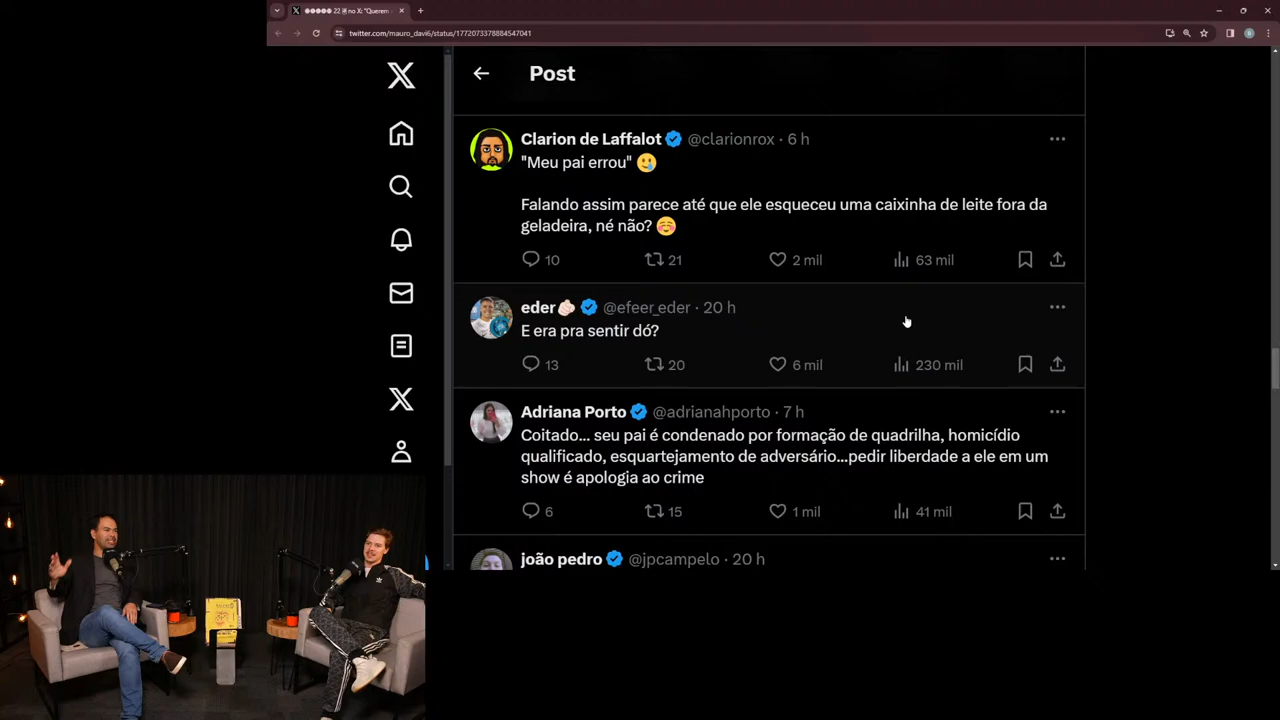 22 no X: "Querem
twitter.com/mauro_davi6/status/1772073378884547041
Post
Clarion de Laffalot @clarionrox · 6 h
"Meu pai errou" 🥲
Falando assim parece até que ele esqueceu uma caixinha de leite fora da
geladeira, né não? ☺️
10 21 2 mil 63 mil
eder👊🏻 @efeer_eder · 20 h
E era pra sentir dó?
13 20 6 mil 230 mil
Adriana Porto @adrianahporto · 7 h
Coitado... seu pai é condenado por formação de quadrilha, homicídio
qualificado, esquartejamento de adversário...pedir liberdade a ele em um
show é apologia ao crime
6 15 1 mil 41 mil
joão pedro @jpcampelo · 20 h